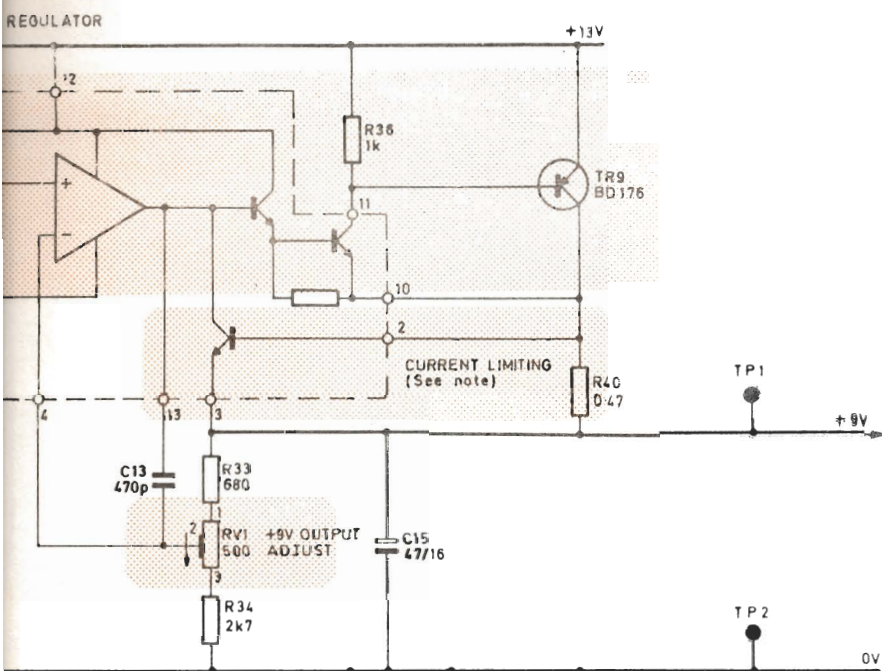 REGULATOR
+13V
12
R36
1k
+
TR9
BD176
11
-
10
2
CURRENT LIMITING
(See note)
R40
0.47
TP1
4
13
3
+9V
C13
470p
R33
680
1
2
RV1 +9V OUTPUT
500 ADJUST
C15
47/16
3
R34
2k7
TP2
0V